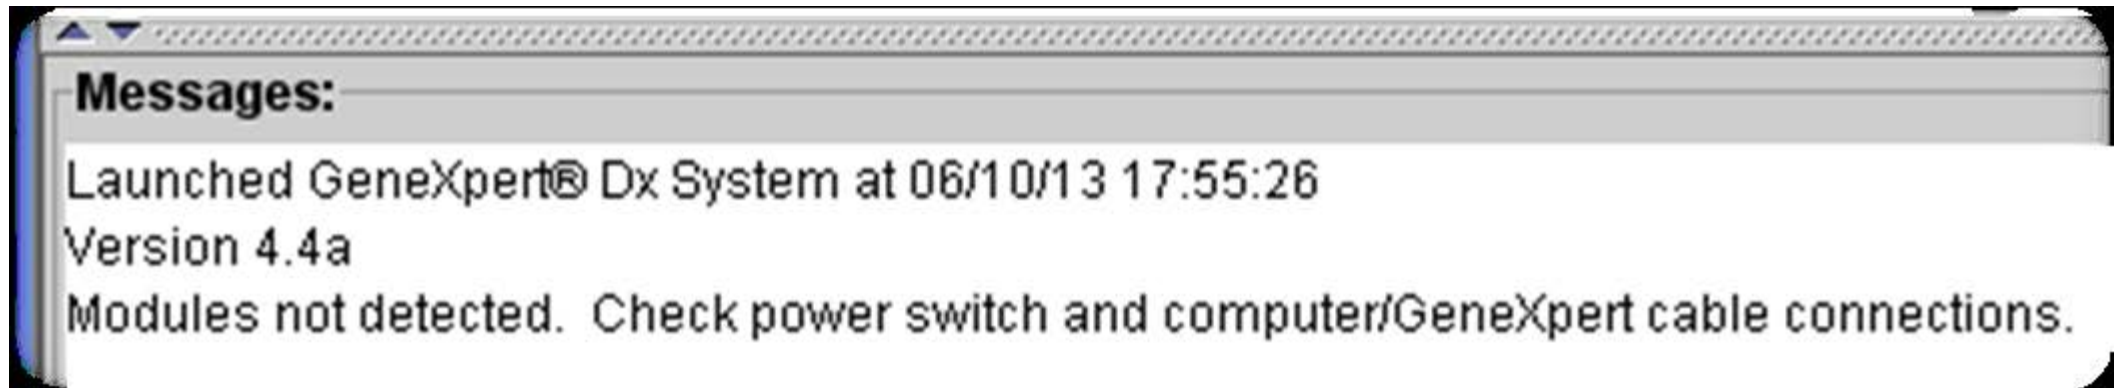 Messages:
Launched GeneXpert® Dx System at 06/10/13 17:55:26
Version 4.4a
Modules not detected.  Check power switch and computer/GeneXpert cable connections.